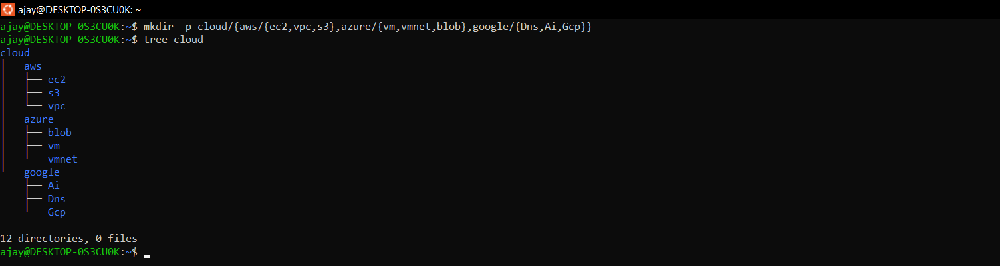 ajay@DESKTOP-0S3CU0K: ~
ajay@DESKTOP-0S3CU0K:~$ mkdir -p cloud/{aws/{ec2,vpc,s3},azure/{vm,vmnet,blob},google/{Dns,Ai,Gcp}}
ajay@DESKTOP-0S3CU0K:~$ tree cloud
cloud
├── aws
│   ├── ec2
│   ├── s3
│   └── vpc
├── azure
│   ├── blob
│   ├── vm
│   └── vmnet
└── google
    ├── Ai
    ├── Dns
    └── Gcp
12 directories, 0 files
ajay@DESKTOP-0S3CU0K:~$